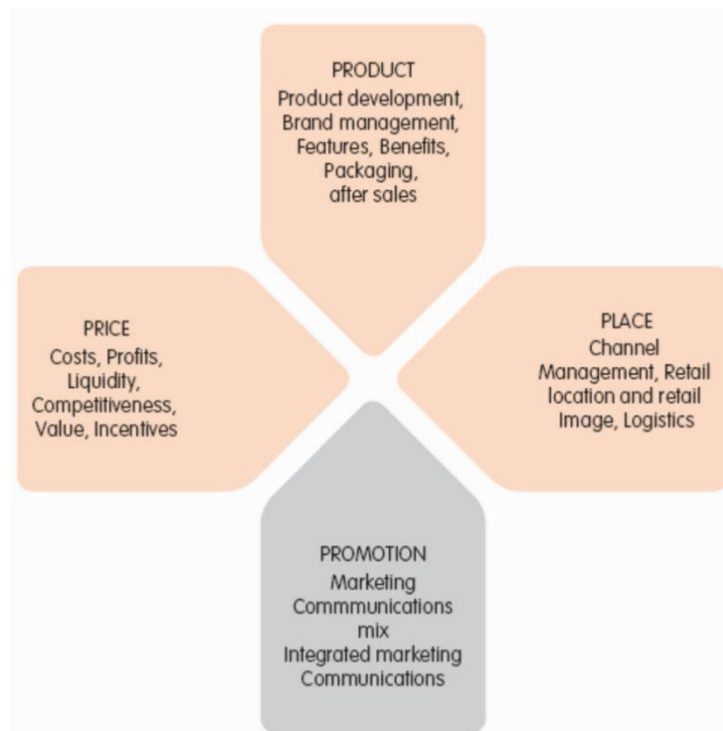 PRODUCT
Product development,
Brand management,
Features, Benefits,
Packaging,
after sales
PRICE
Costs, Profits,
Liquidity,
Competitiveness,
Value, Incentives
PLACE
Channel
Management, Retail
location and retail
Image, Logistics
PROMOTION
Marketing
Commmunications
mix
Integrated marketing
Communications